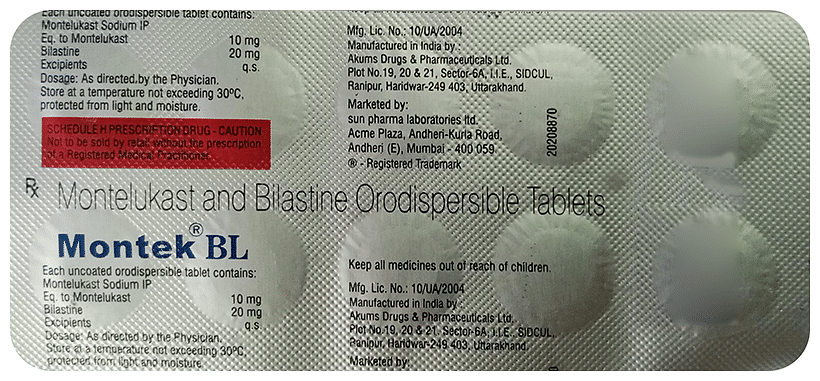 Each uncoated orodispersible tablet contains:
Montelukast Sodium IP
Eq. to Montelukast 10 mg
Bilastine 20 mg
Excipients q.s.
Dosage: As directed by the Physician.
Store at a temperature not exceeding 30ºC,
protected from light and moisture.
SCHEDULE H PRESCRIPTION DRUG - CAUTION
Not to be sold by retail without the prescription
of a Registered Medical Practitioner.
Mfg. Lic. No.: 10/UA/2004
Manufactured in India by :
Akums Drugs & Pharmaceuticals Ltd.
Plot No.19, 20 & 21, Sector-6A, I.I.E., SIDCUL,
Ranipur, Haridwar-249 403, Uttarakhand.
Marketed by:
sun pharma laboratories ltd.
Acme Plaza, Andheri-Kurla Road,
Andheri (E), Mumbai - 400 059.
® - Registered Trademark
20208870
Rx Montelukast and Bilastine Orodispersible Tablets
Montek® BL
Each uncoated orodispersible tablet contains:
Montelukast Sodium IP
Eq. to Montelukast 10 mg
Bilastine 20 mg
Excipients q.s.
Dosage: As directed by the Physician.
Store at a temperature not exceeding 30ºC,
protected from light and moisture
Keep all medicines out of reach of children.
Mfg. Lic. No.: 10/UA/2004
Manufactured in India by :
Akums Drugs & Pharmaceuticals Ltd.
Plot No.19, 20 & 21, Sector-6A, I.I.E., SIDCUL,
Ranipur, Haridwar-249 403, Uttarakhand.
Marketed by: